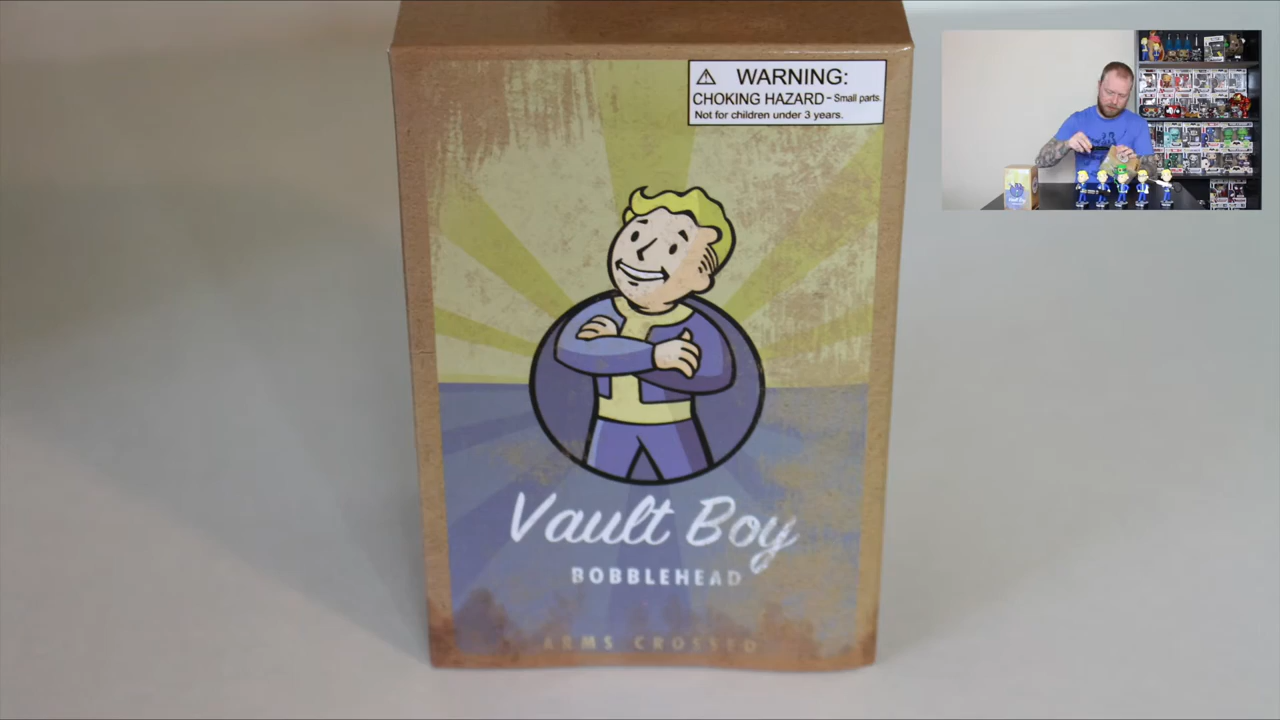 WARNING:
CHOKING HAZARD - Small parts.
Not for children under 3 years.
Vault Boy
BOBBLEHEAD
ARMS CROSSED